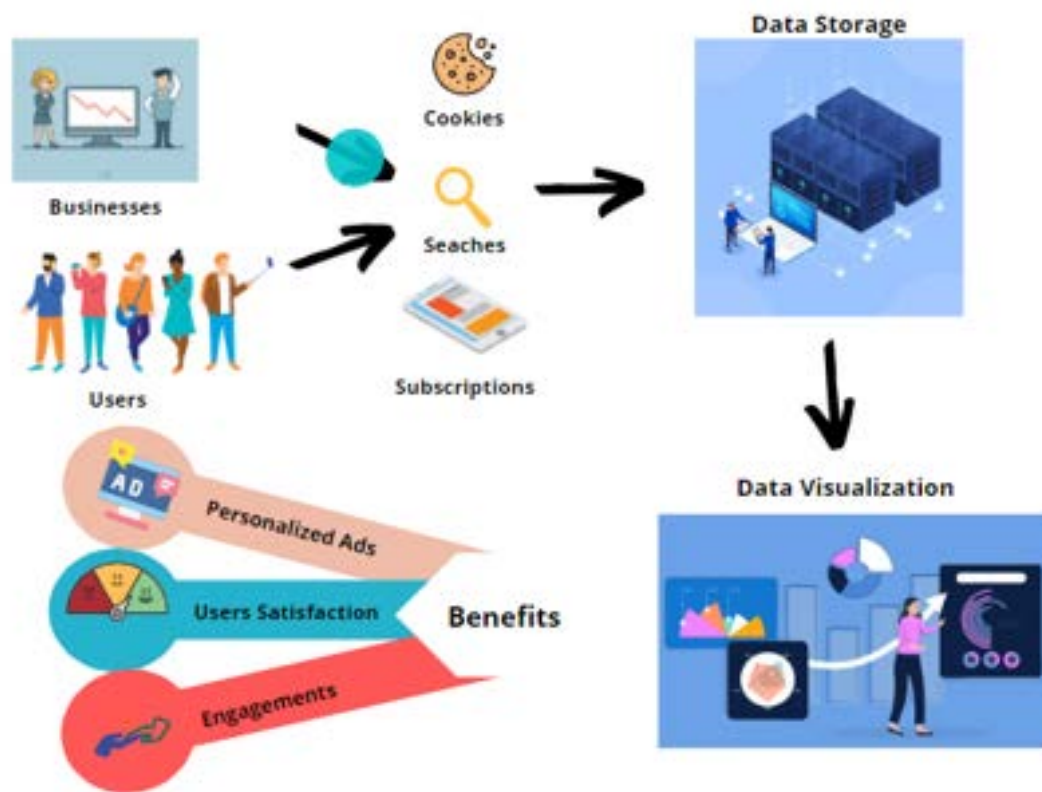 Data Storage
Cookies
Businesses
Seaches
Users
Subscriptions
Data Visualization
AD
Personalized Ads
Users Satisfaction
Benefits
Engagements